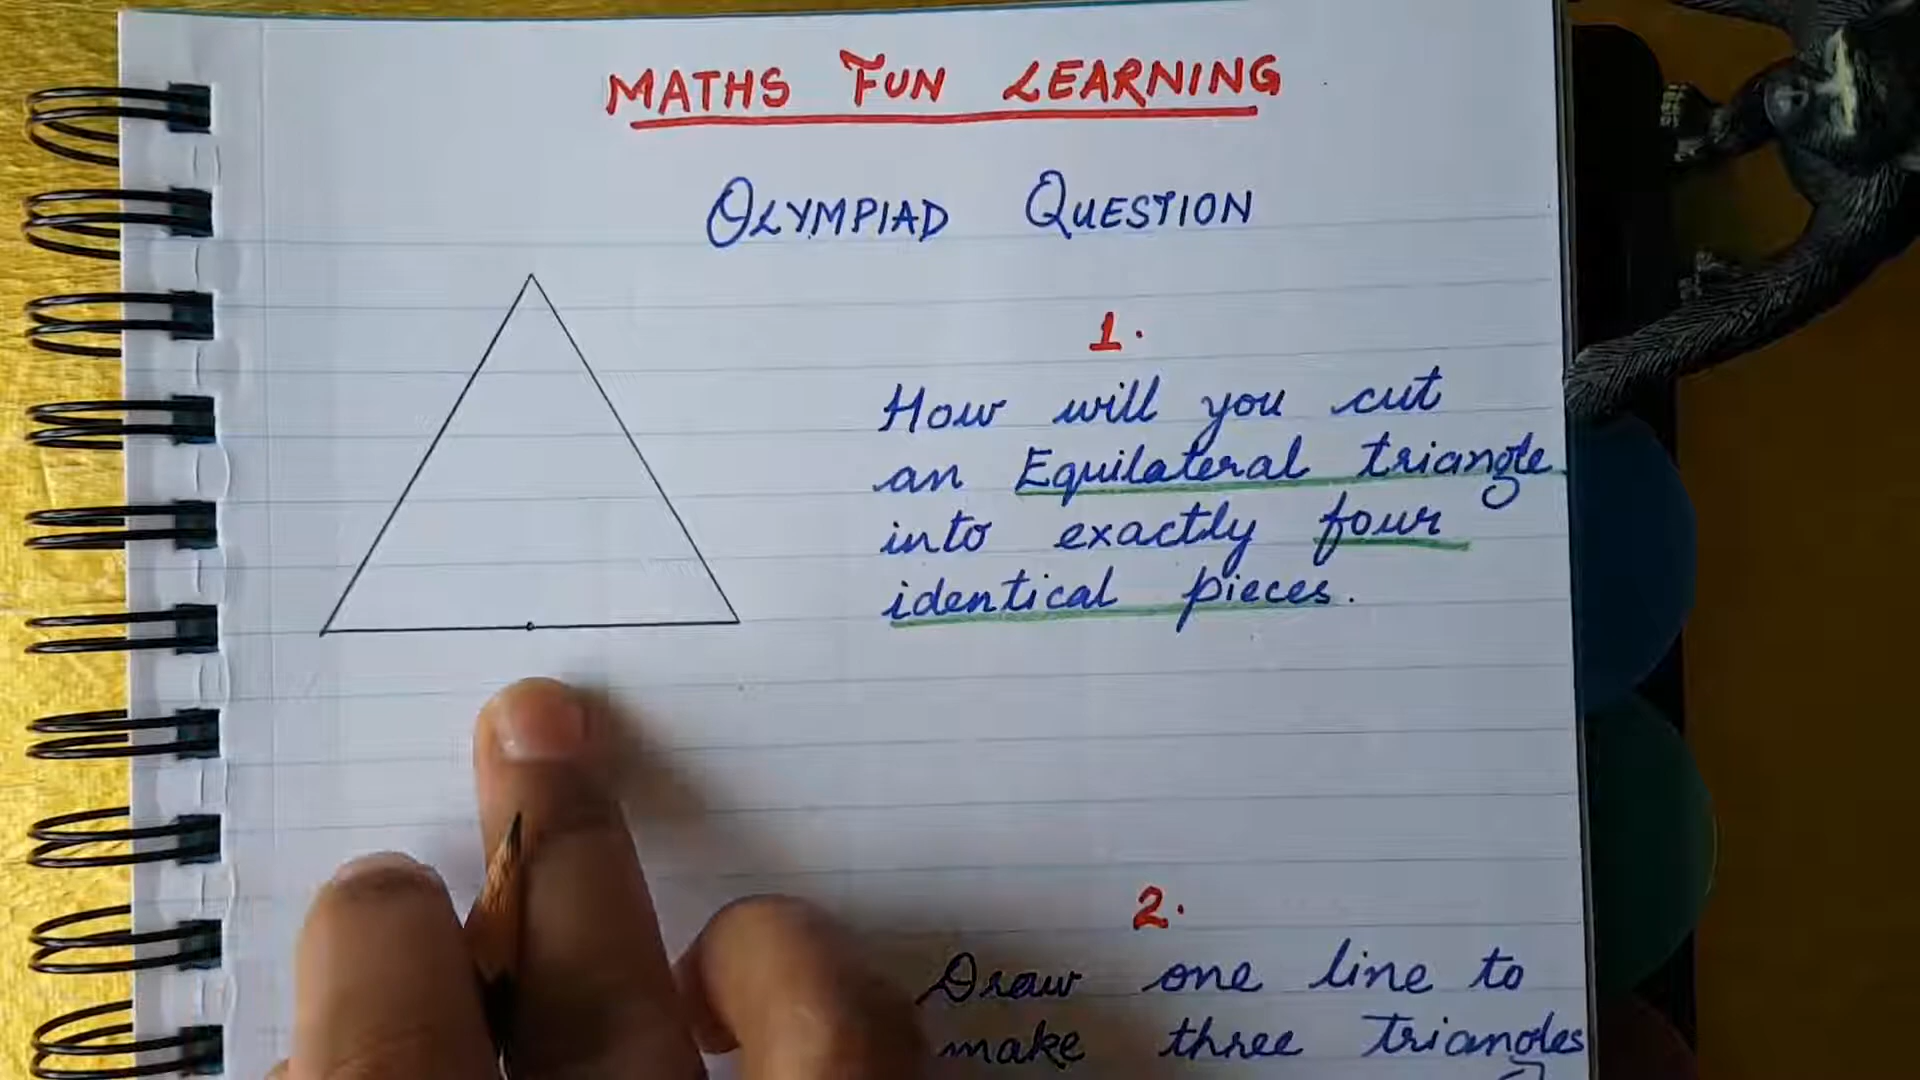 MATHS FUN LEARNING
OLYMPIAD QUESTION
1.
How will you cut
an Equilateral triangle
into exactly four
identical pieces.
2.
Draw one line to
make three triangles